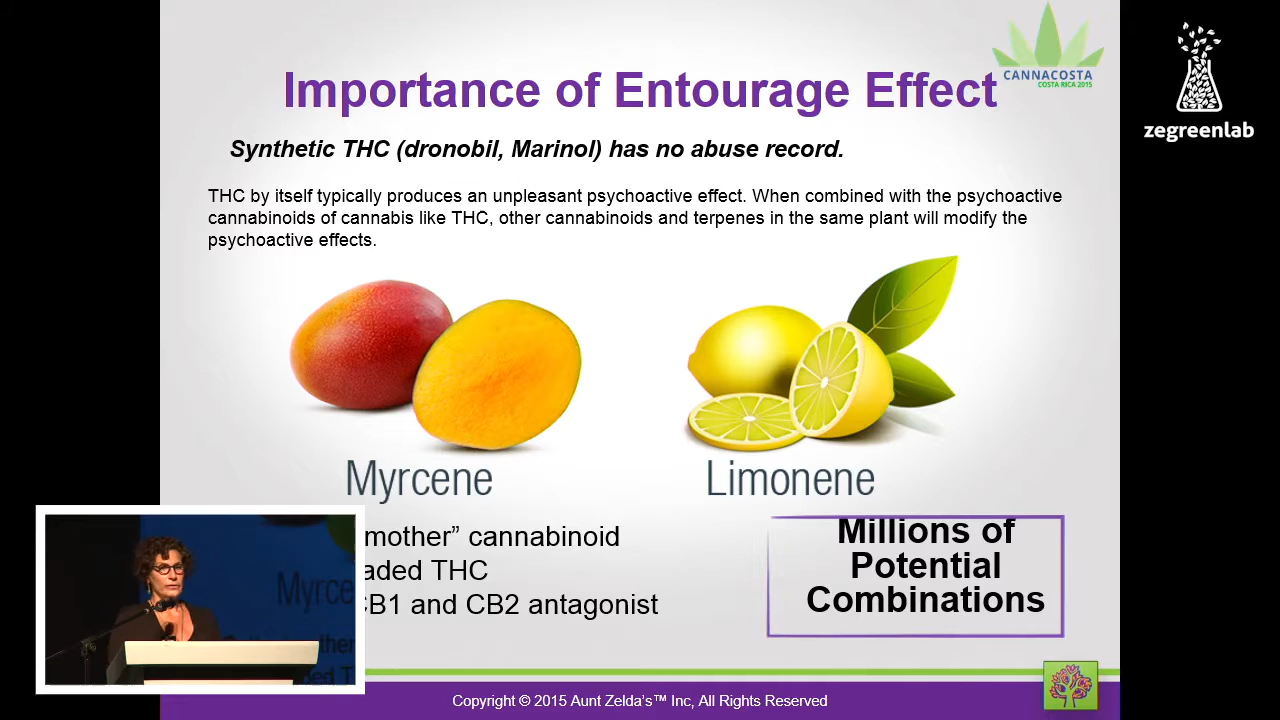 CANNACOSTA
COSTA RICA 2015
zegreenlab
Importance of Entourage Effect
Synthetic THC (dronobil, Marinol) has no abuse record.
THC by itself typically produces an unpleasant psychoactive effect. When combined with the psychoactive
cannabinoids of cannabis like THC, other cannabinoids and terpenes in the same plant will modify the
psychoactive effects.
Myrcene
Limonene
mother” cannabinoid
aded THC
CB1 and CB2 antagonist
Millions of
Potential
Combinations
Myrce
Copyright © 2015 Aunt Zelda’s™ Inc, All Rights Reserved